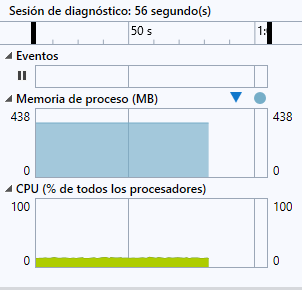 Sesión de diagnóstico: 56 segundo(s)
50 s
Eventos
Memoria de proceso (MB)
438 438
0 0
CPU (% de todos los procesadores)
100 100
0 0